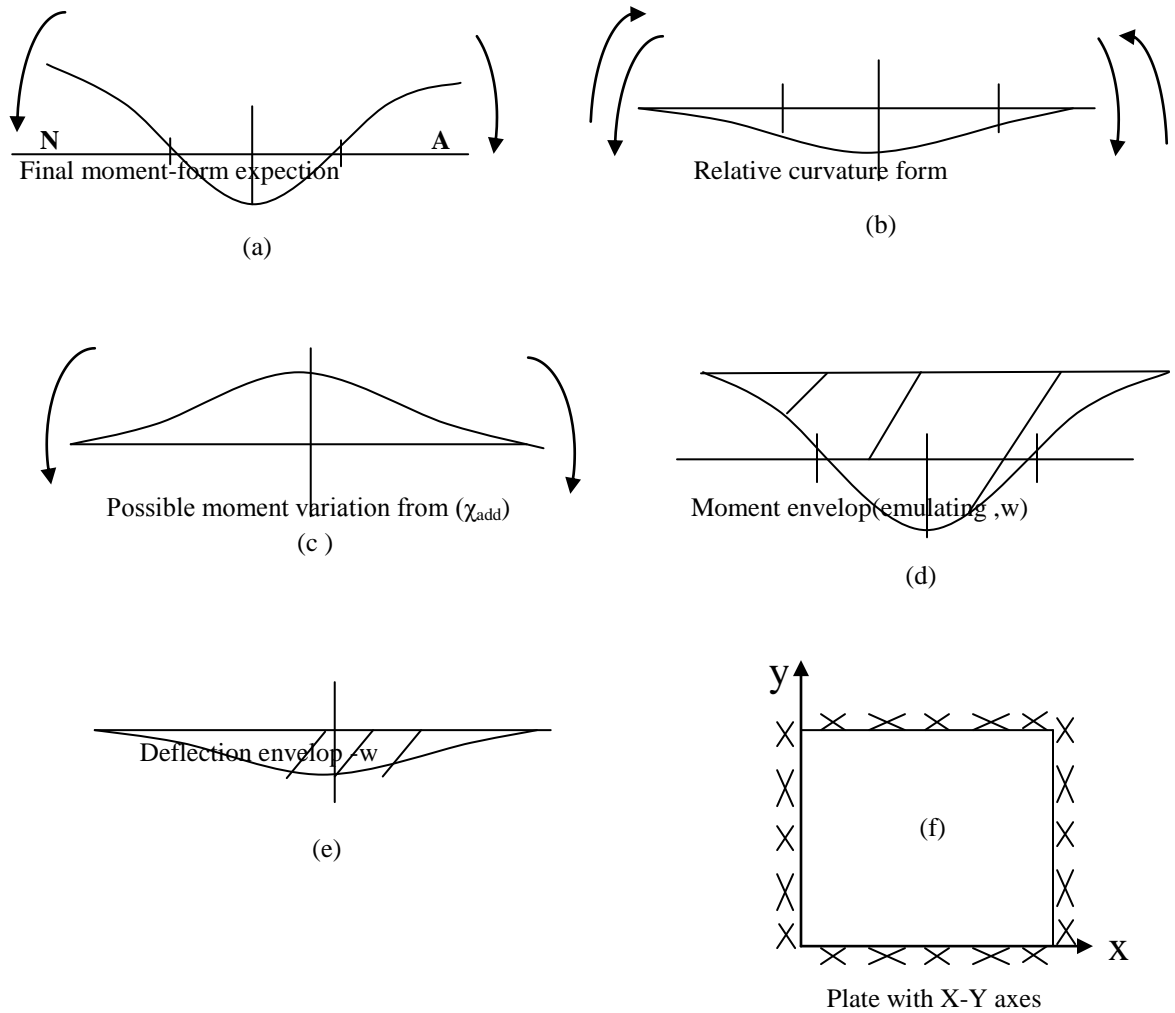 N A
Final moment-form expection
(a)
Relative curvature form
(b)
Possible moment variation from (χadd)
(c )
Moment envelop(emulating ,w)
(d)
Deflection envelop -w
(e)
y
(f)
x
Plate with X-Y axes